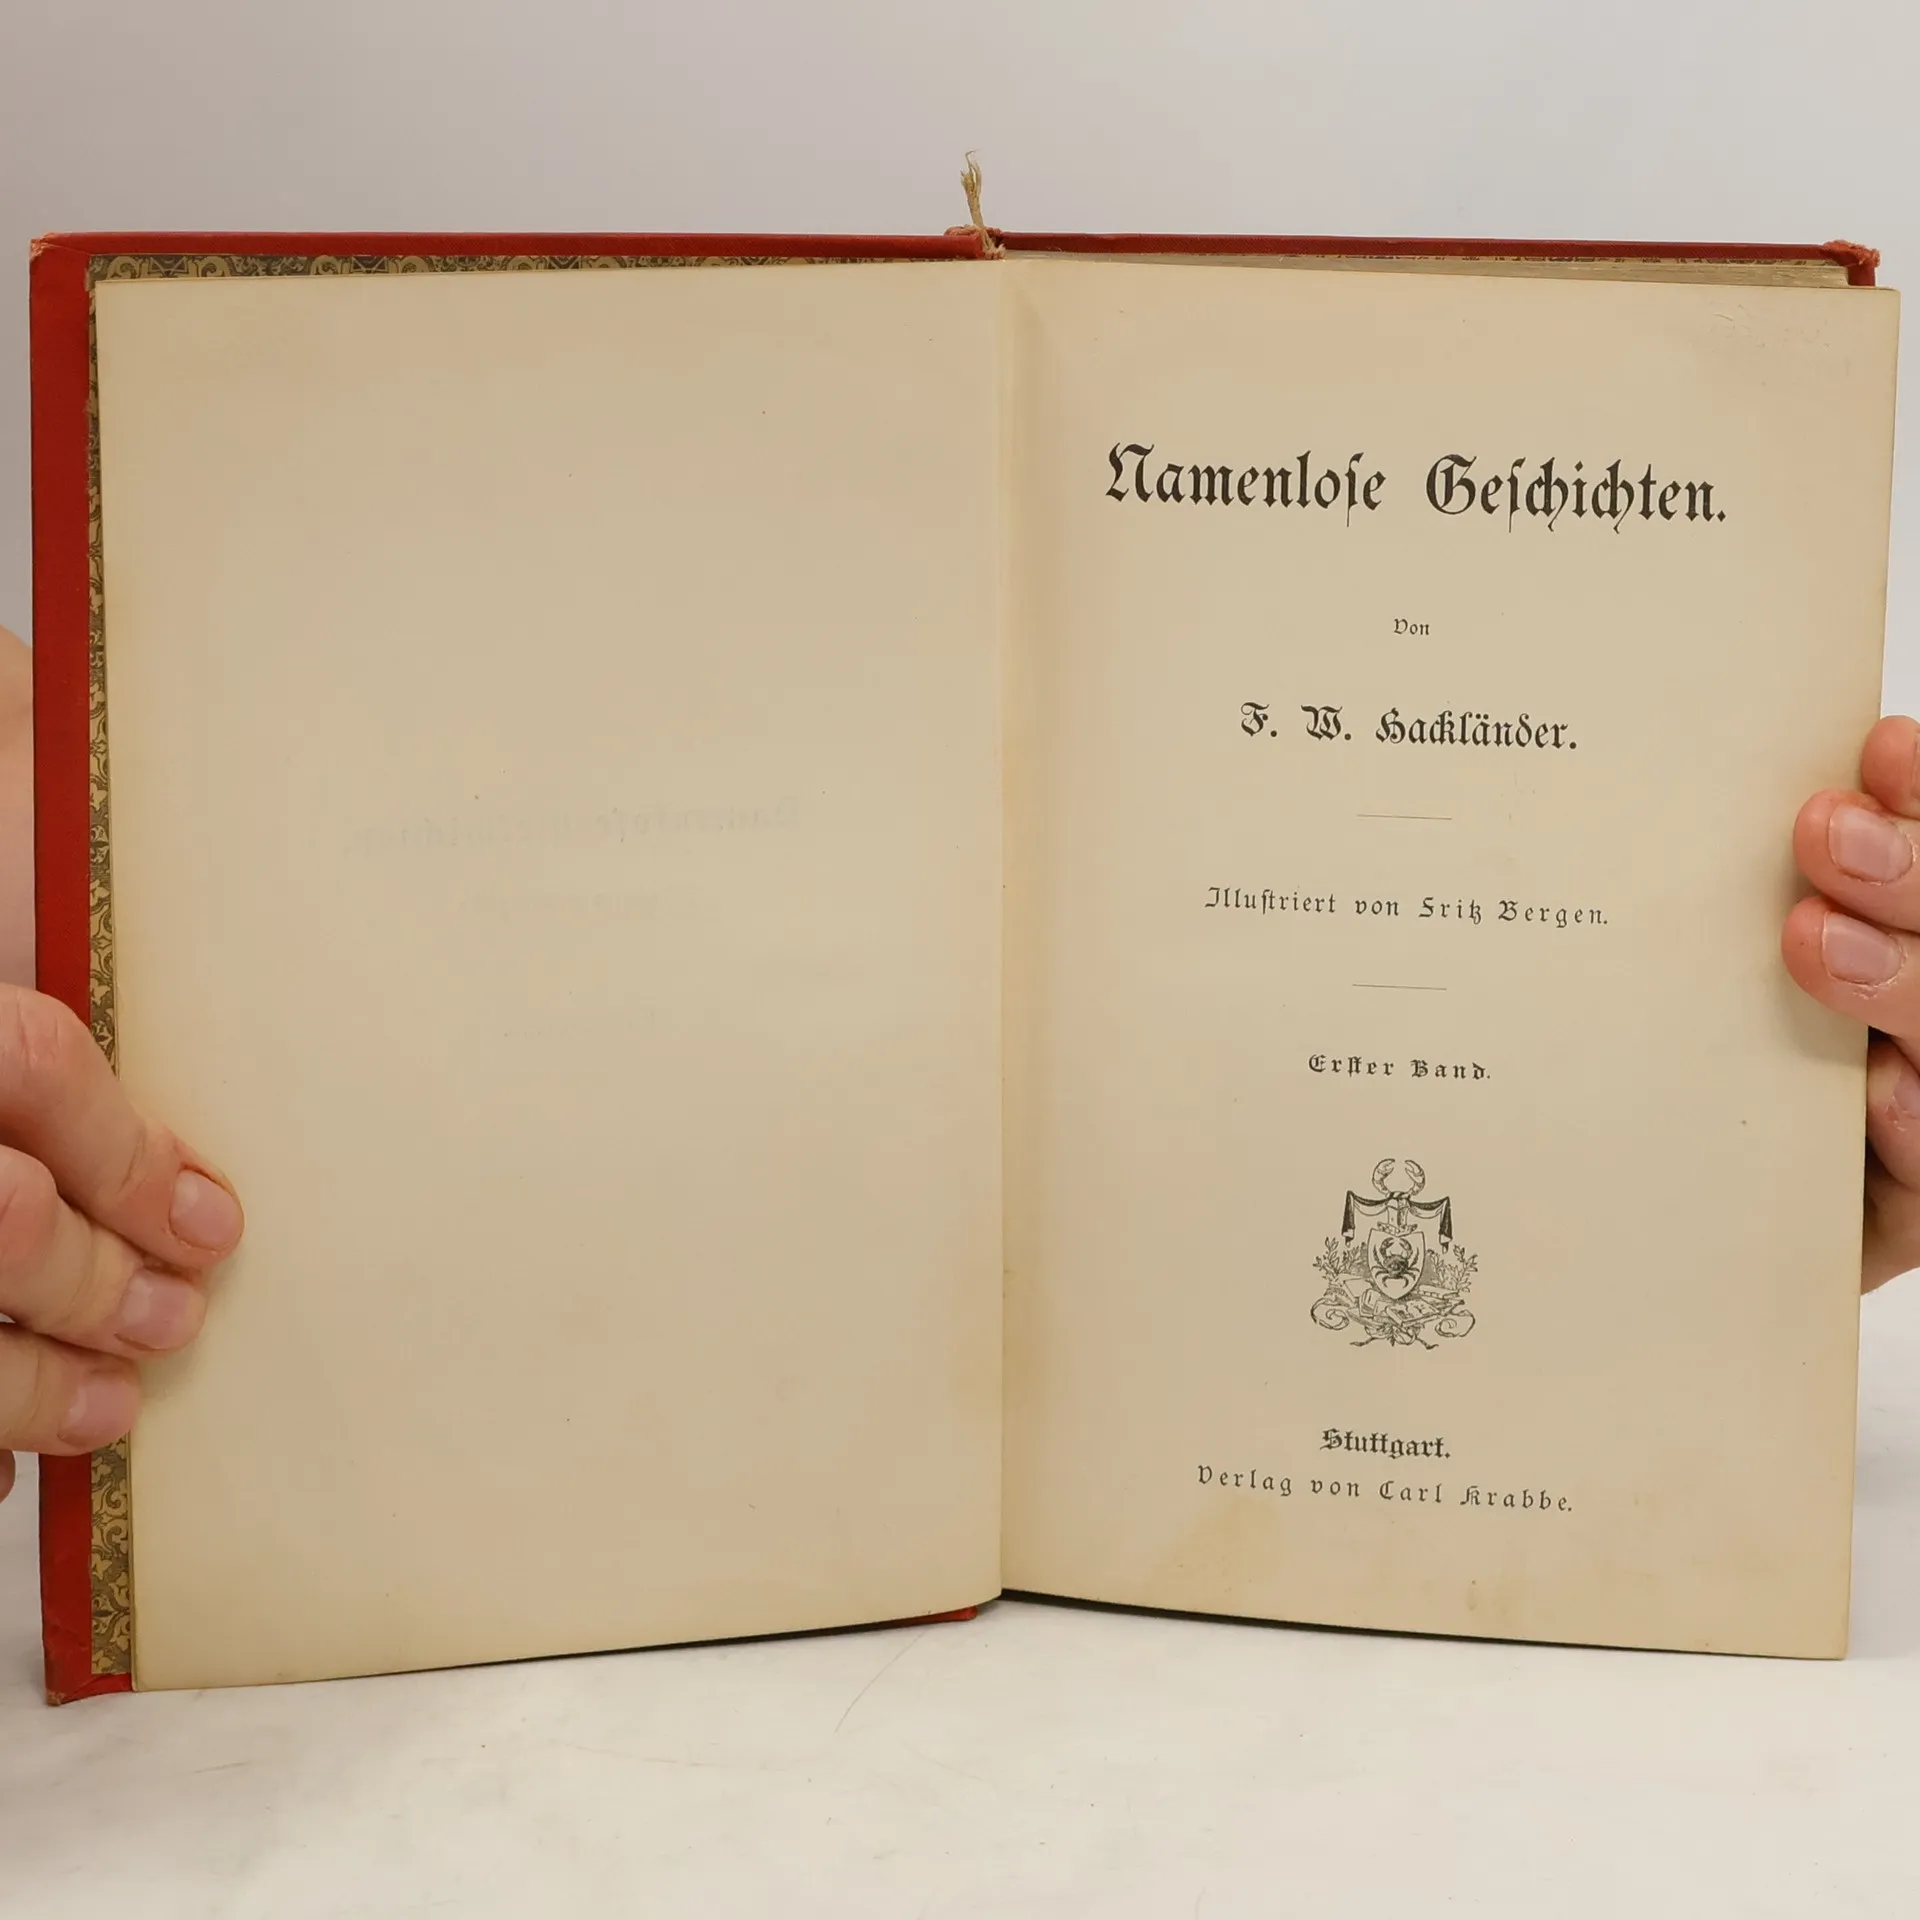 Namenloſe Geſchichten.
Von
F. W. Hackländer.
Illuſtriert von Fritz Bergen.
Erſter Band.
Stuttgart.
Verlag von Carl Krabbe.